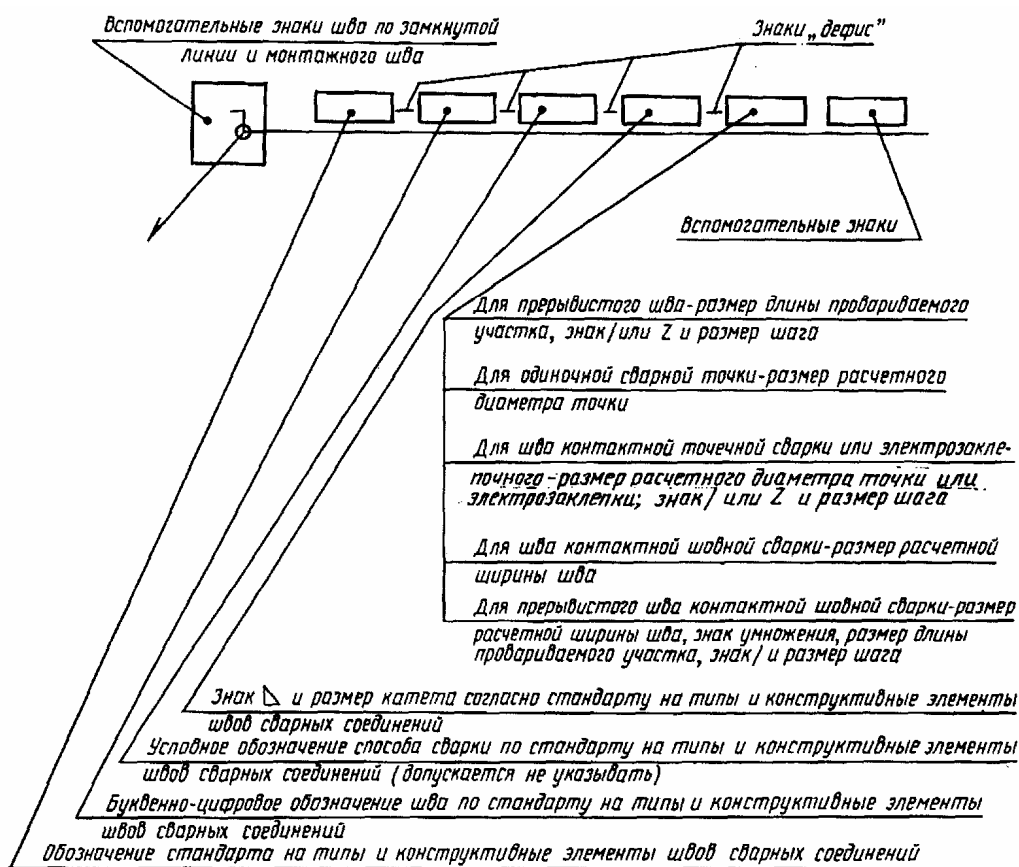 Вспомогательные знаки шва по замкнутой
линии и монтажного шва
Знаки „дефис"
Вспомогательные знаки
Для прерывистого шва-размер длины провариваемого
участка, знак/или Z и размер шага
Для одиночной сварной точки-размер расчетного
диаметра точки
Для шва контактной точечной сварки или электрозакле-
почного-размер расчетного диаметра точки или
электрозаклепки; знак/ или Z и размер шага
Для шва контактной шовной сварки-размер расчетной
ширины шва
Для прерывистого шва контактной шовной сварки-размер
расчетной ширины шва, знак умножения, размер длины
провариваемого участка, знак/ и размер шага
Знак ◺ и размер катета согласно стандарту на типы и конструктивные элементы
швов сварных соединений
Условное обозначение способа сварки по стандарту на типы и конструктивные элементы
швов сварных соединений (допускается не указывать)
Буквенно-цифровое обозначение шва по стандарту на типы и конструктивные элементы
швов сварных соединений
Обозначение стандарта на типы и конструктивные элементы швов сварных соединений